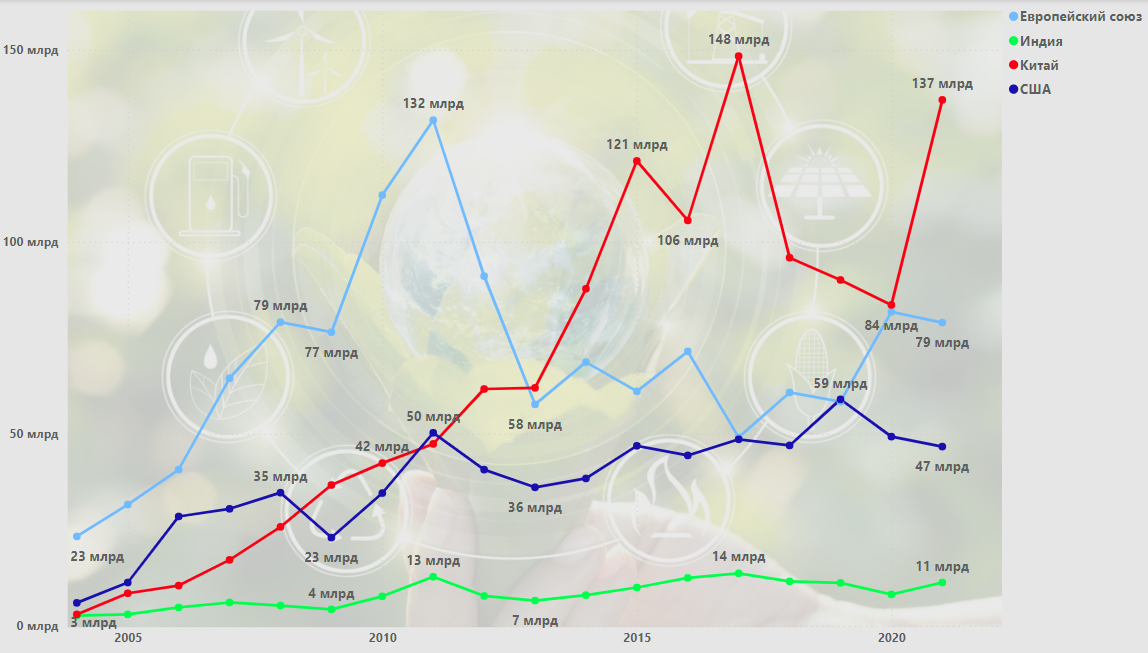 Европейский союз
Индия
Китай
США
150 млрд
100 млрд
50 млрд
0 млрд
148 млрд
137 млрд
132 млрд
121 млрд
106 млрд
79 млрд
77 млрд
84 млрд
79 млрд
59 млрд
50 млрд
58 млрд
42 млрд
35 млрд
47 млрд
36 млрд
23 млрд
23 млрд
13 млрд
14 млрд
11 млрд
4 млрд
7 млрд
3 млрд
2005
2010
2015
2020